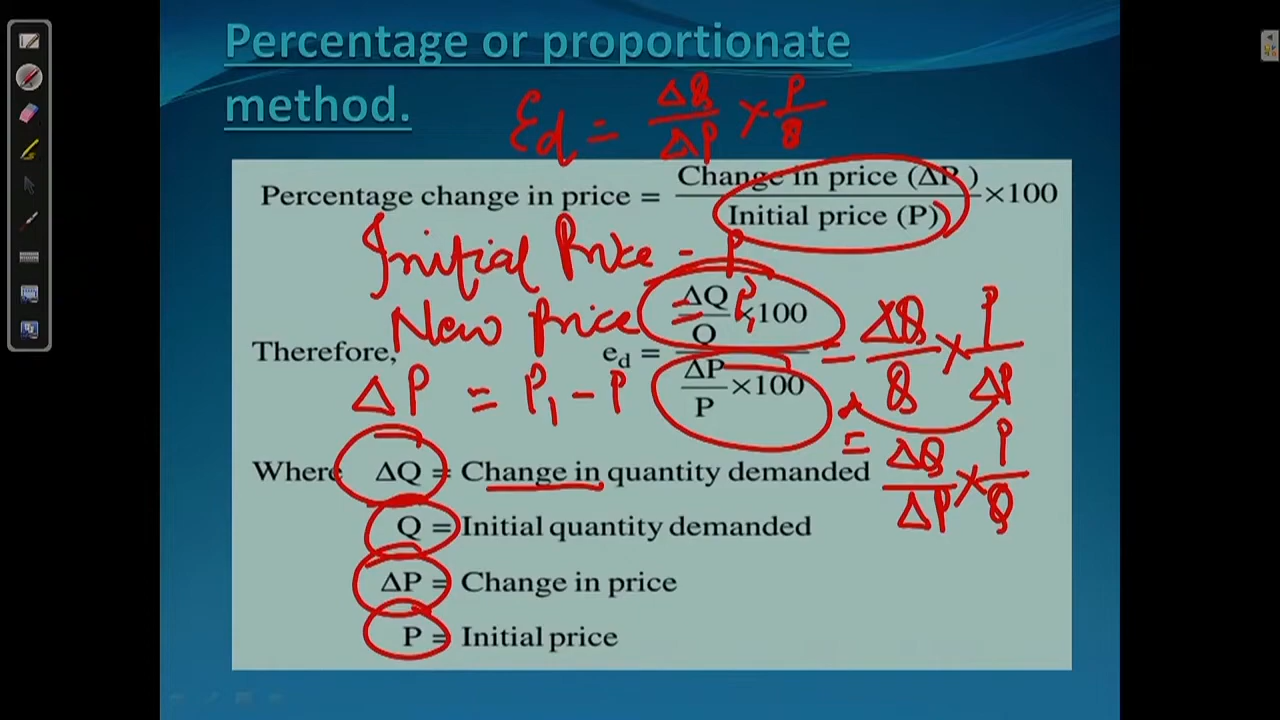 Percentage or proportionate
method.
Ed = ΔQ/ΔP × P/Q
Percentage change in price = Change in price (ΔP)/Initial price (P) ×100
Initial Price - P
New Price = P₁
Therefore, e_d = (ΔQ/Q ×100)/(ΔP/P ×100) = ΔQ/Q × P/ΔP
ΔP = P₁ - P
= ΔQ/ΔP × P/Q
Where ΔQ = Change in quantity demanded
Q = Initial quantity demanded
ΔP = Change in price
P = Initial price